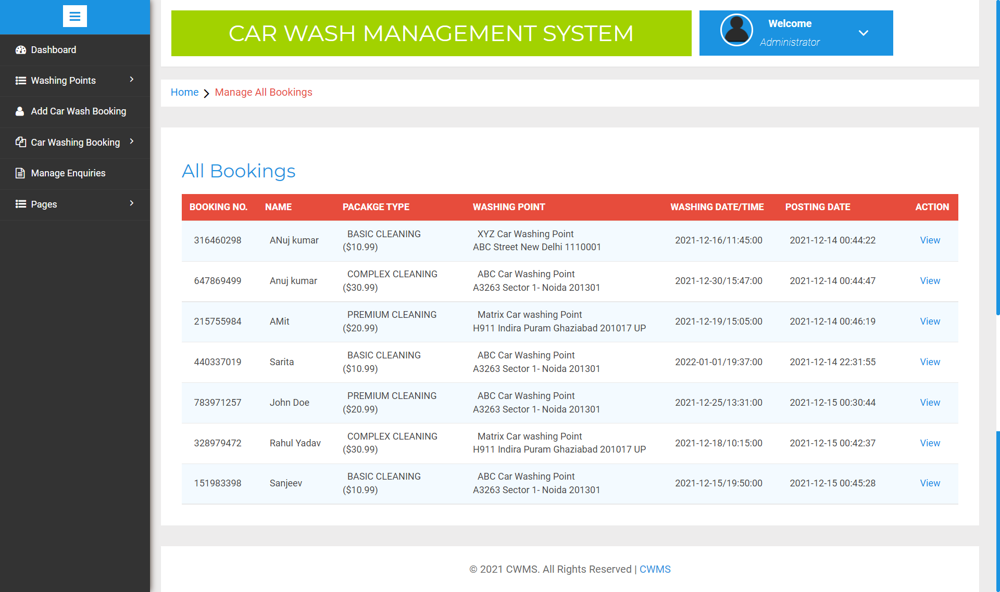 CAR WASH MANAGEMENT SYSTEM
Welcome
Administrator
Dashboard
Washing Points
Add Car Wash Booking
Car Washing Booking
Manage Enquiries
Pages
Home
Manage All Bookings
All Bookings
BOOKING NO. NAME PACAKGE TYPE WASHING POINT WASHING DATE/TIME POSTING DATE ACTION
316460298 ANuj kumar BASIC CLEANING ($10.99) XYZ Car Washing Point ABC Street New Delhi 1110001 2021-12-16/11:45:00 2021-12-14 00:44:22 View
647869499 Anuj kumar COMPLEX CLEANING ($30.99) ABC Car Washing Point A3263 Sector 1- Noida 201301 2021-12-30/15:47:00 2021-12-14 00:44:47 View
215755984 AMit PREMIUM CLEANING ($20.99) Matrix Car washing Point H911 Indira Puram Ghaziabad 201017 UP 2021-12-19/15:05:00 2021-12-14 00:46:19 View
440337019 Sarita BASIC CLEANING ($10.99) ABC Car Washing Point A3263 Sector 1- Noida 201301 2022-01-01/19:37:00 2021-12-14 22:31:55 View
783971257 John Doe PREMIUM CLEANING ($20.99) ABC Car Washing Point A3263 Sector 1- Noida 201301 2021-12-25/13:31:00 2021-12-15 00:30:44 View
328979472 Rahul Yadav COMPLEX CLEANING ($30.99) Matrix Car washing Point H911 Indira Puram Ghaziabad 201017 UP 2021-12-18/10:15:00 2021-12-15 00:42:37 View
151983398 Sanjeev BASIC CLEANING ($10.99) ABC Car Washing Point A3263 Sector 1- Noida 201301 2021-12-15/19:50:00 2021-12-15 00:45:28 View
© 2021 CWMS. All Rights Reserved | CWMS